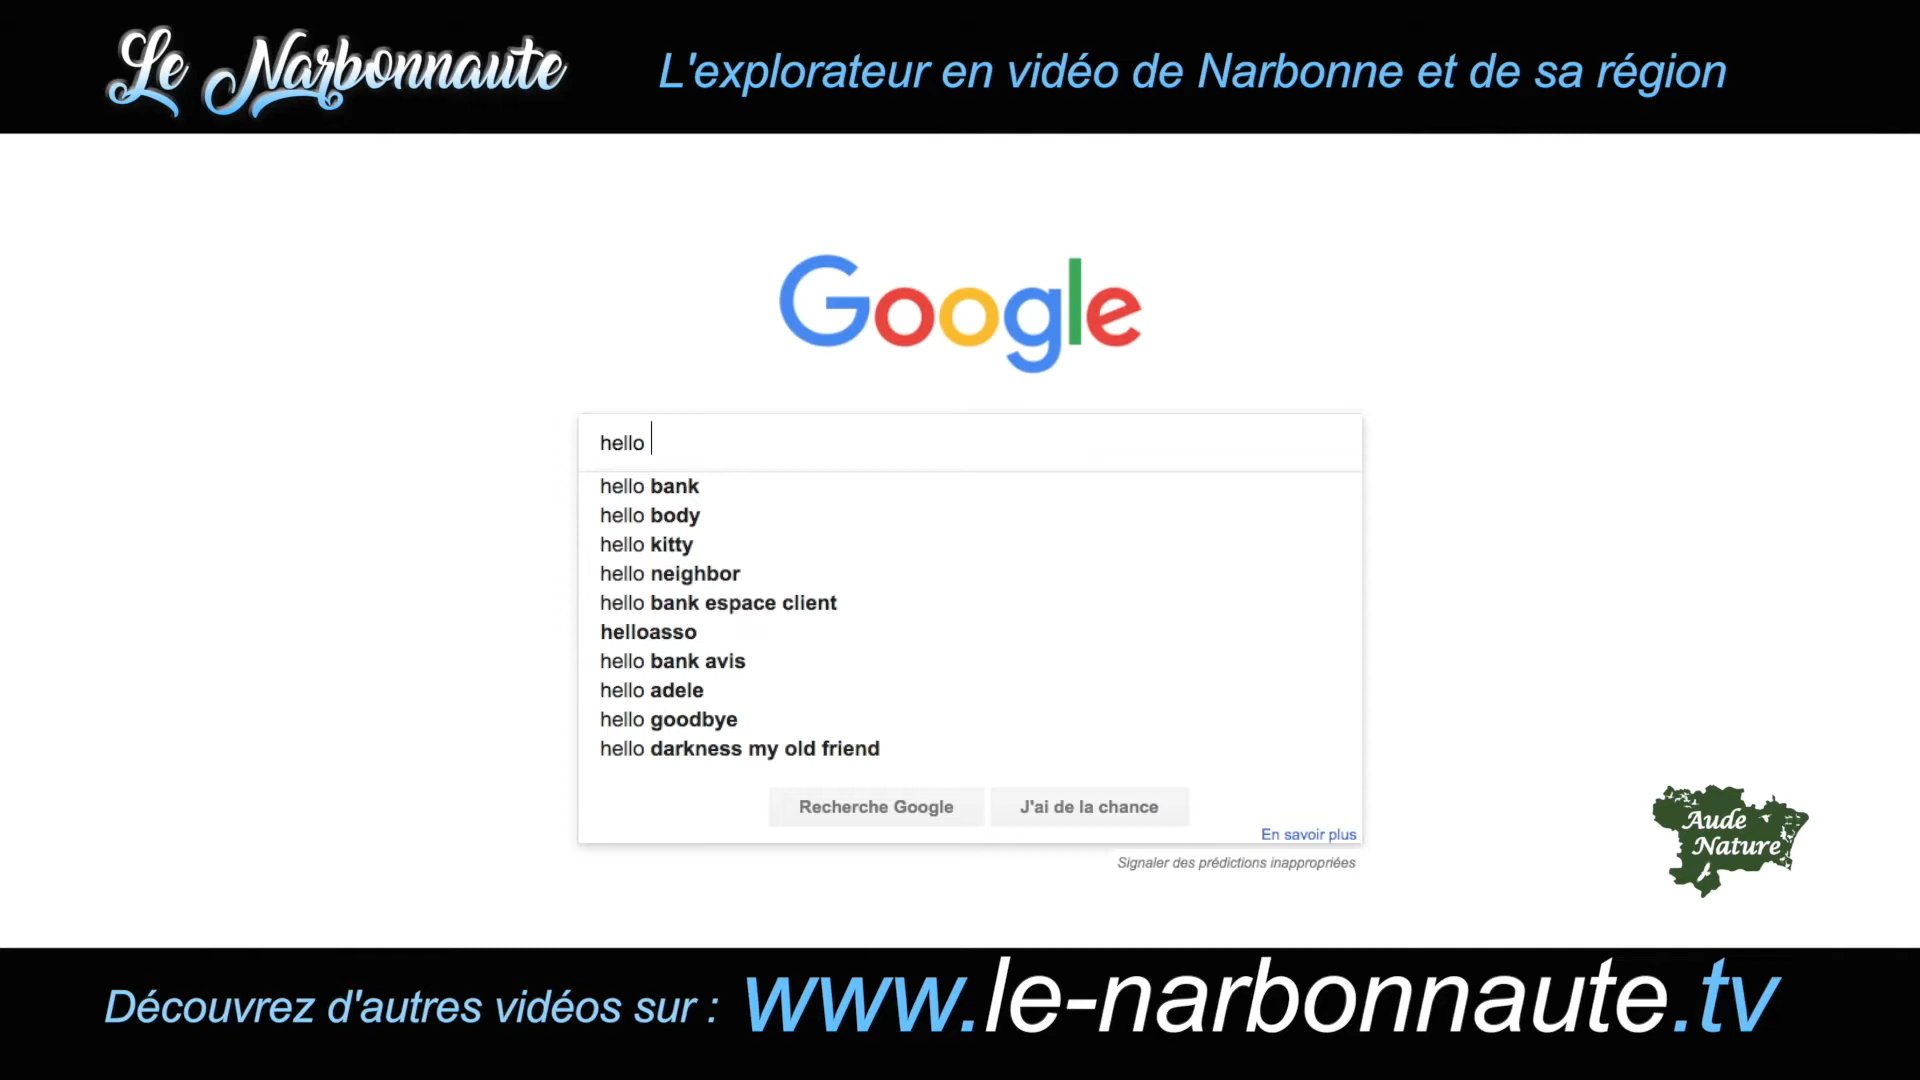 Le Narbonnaute
L'explorateur en vidéo de Narbonne et de sa région
Google
hello
hello bank
hello body
hello kitty
hello neighbor
hello bank espace client
helloasso
hello bank avis
hello adele
hello goodbye
hello darkness my old friend
Recherche Google
J'ai de la chance
En savoir plus
Signaler des prédictions inappropriées
Aude
Nature
Découvrez d'autres vidéos sur : www.le-narbonnaute.tv